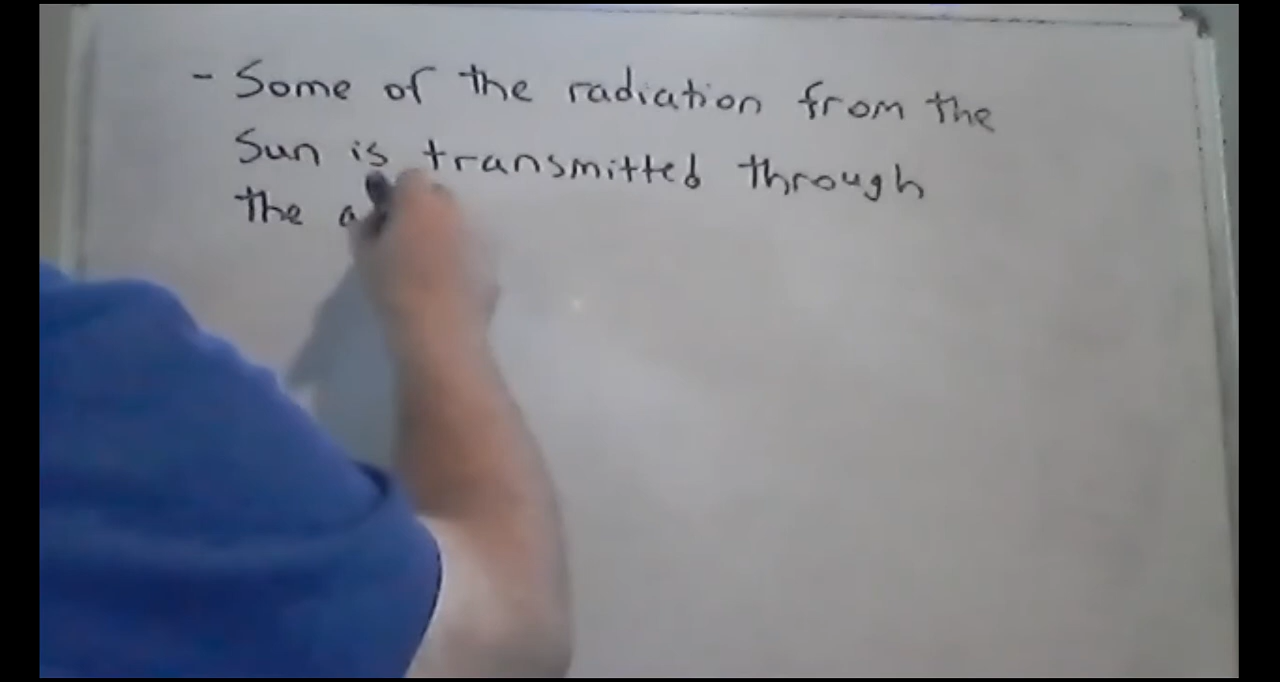 - Some of the radiation from the
Sun is transmitted through
the a